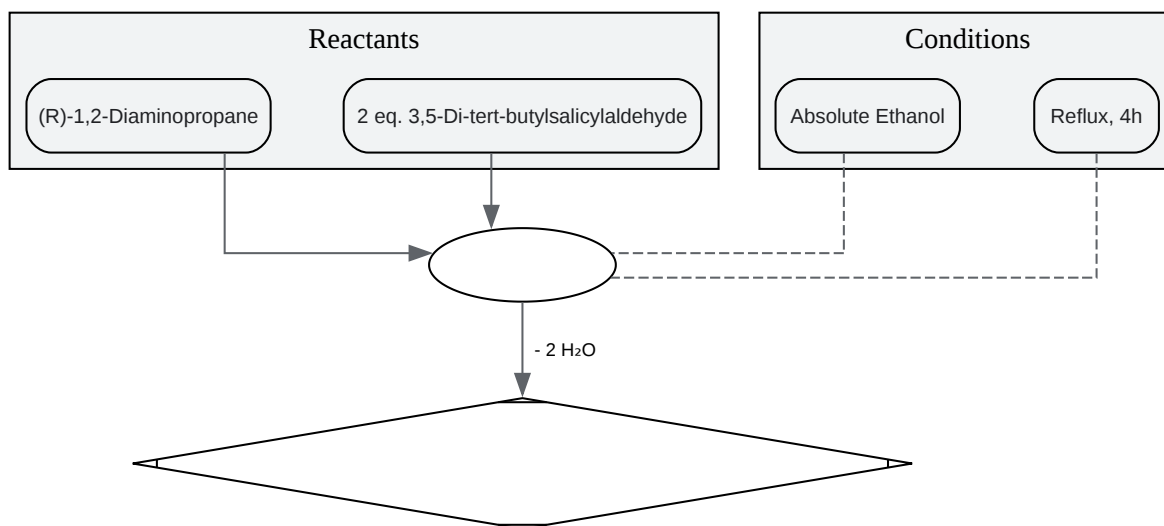 Reactants
Conditions
(R)-1,2-Diaminopropane
2 eq. 3,5-Di-tert-butylsalicylaldehyde
Absolute Ethanol
Reflux, 4h
- 2 H₂O